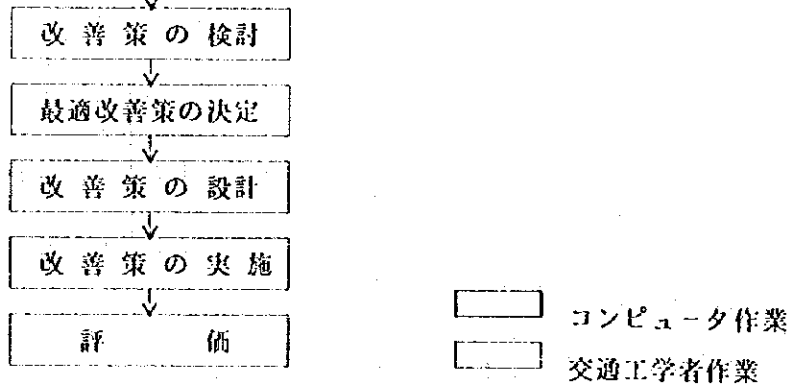 改善策の検討
最適改善策の決定
改善策の設計
改善策の実施
評価
コンピュータ作業
交通工学者作業